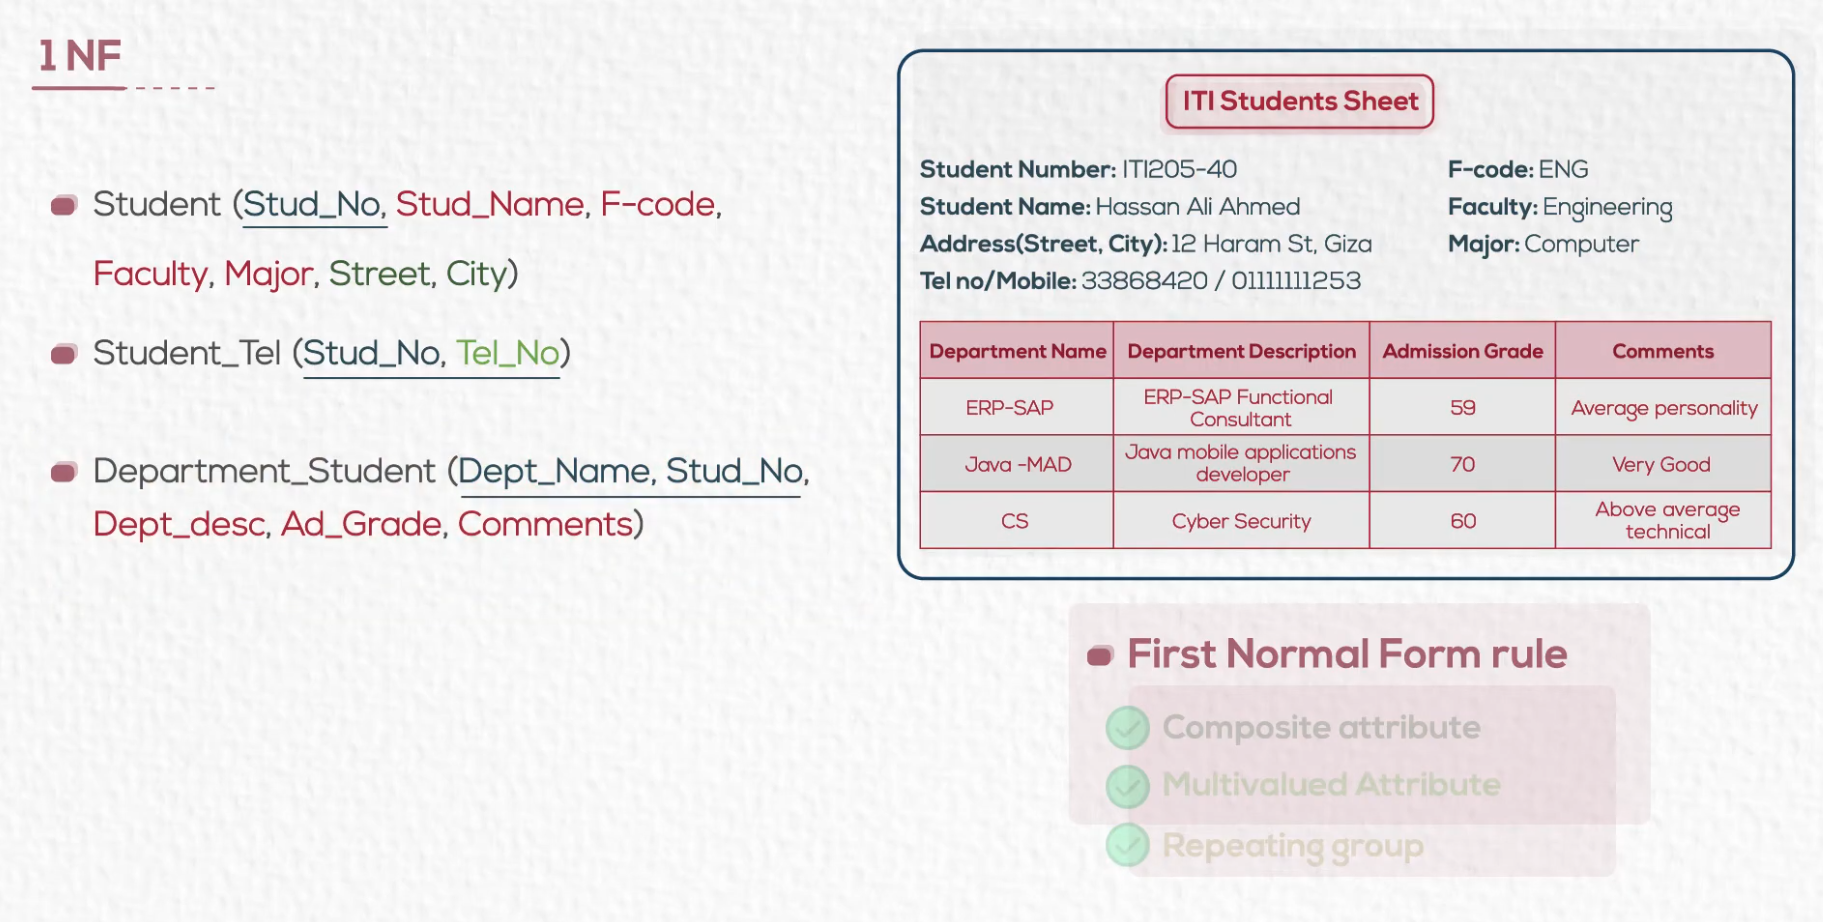 1 NF
Student (Stud_No, Stud_Name, F-code,
Faculty, Major, Street, City)
Student_Tel (Stud_No, Tel_No)
Department_Student (Dept_Name, Stud_No,
Dept_desc, Ad_Grade, Comments)
ITI Students Sheet
Student Number: ITI205-40
F-code: ENG
Student Name: Hassan Ali Ahmed
Faculty: Engineering
Address(Street, City): 12 Haram St, Giza
Major: Computer
Tel no/Mobile: 33868420 / 01111111253
Department Name Department Description Admission Grade Comments
ERP-SAP ERP-SAP Functional Consultant 59 Average personality
Java -MAD Java mobile applications developer 70 Very Good
CS Cyber Security 60 Above average technical
First Normal Form rule
Composite attribute
Multivalued Attribute
Repeating group